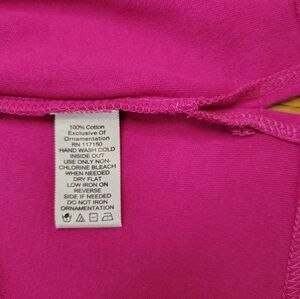 100% Cotton
Exclusive Of
Ornamentation
RN 117150
HAND WASH COLD
INSIDE OUT
USE ONLY NON-
CHLORINE BLEACH
WHEN NEEDED
DRY FLAT
LOW IRON ON
REVERSE
SIDE IF NEEDED
DO NOT IRON
ORNAMENTATION